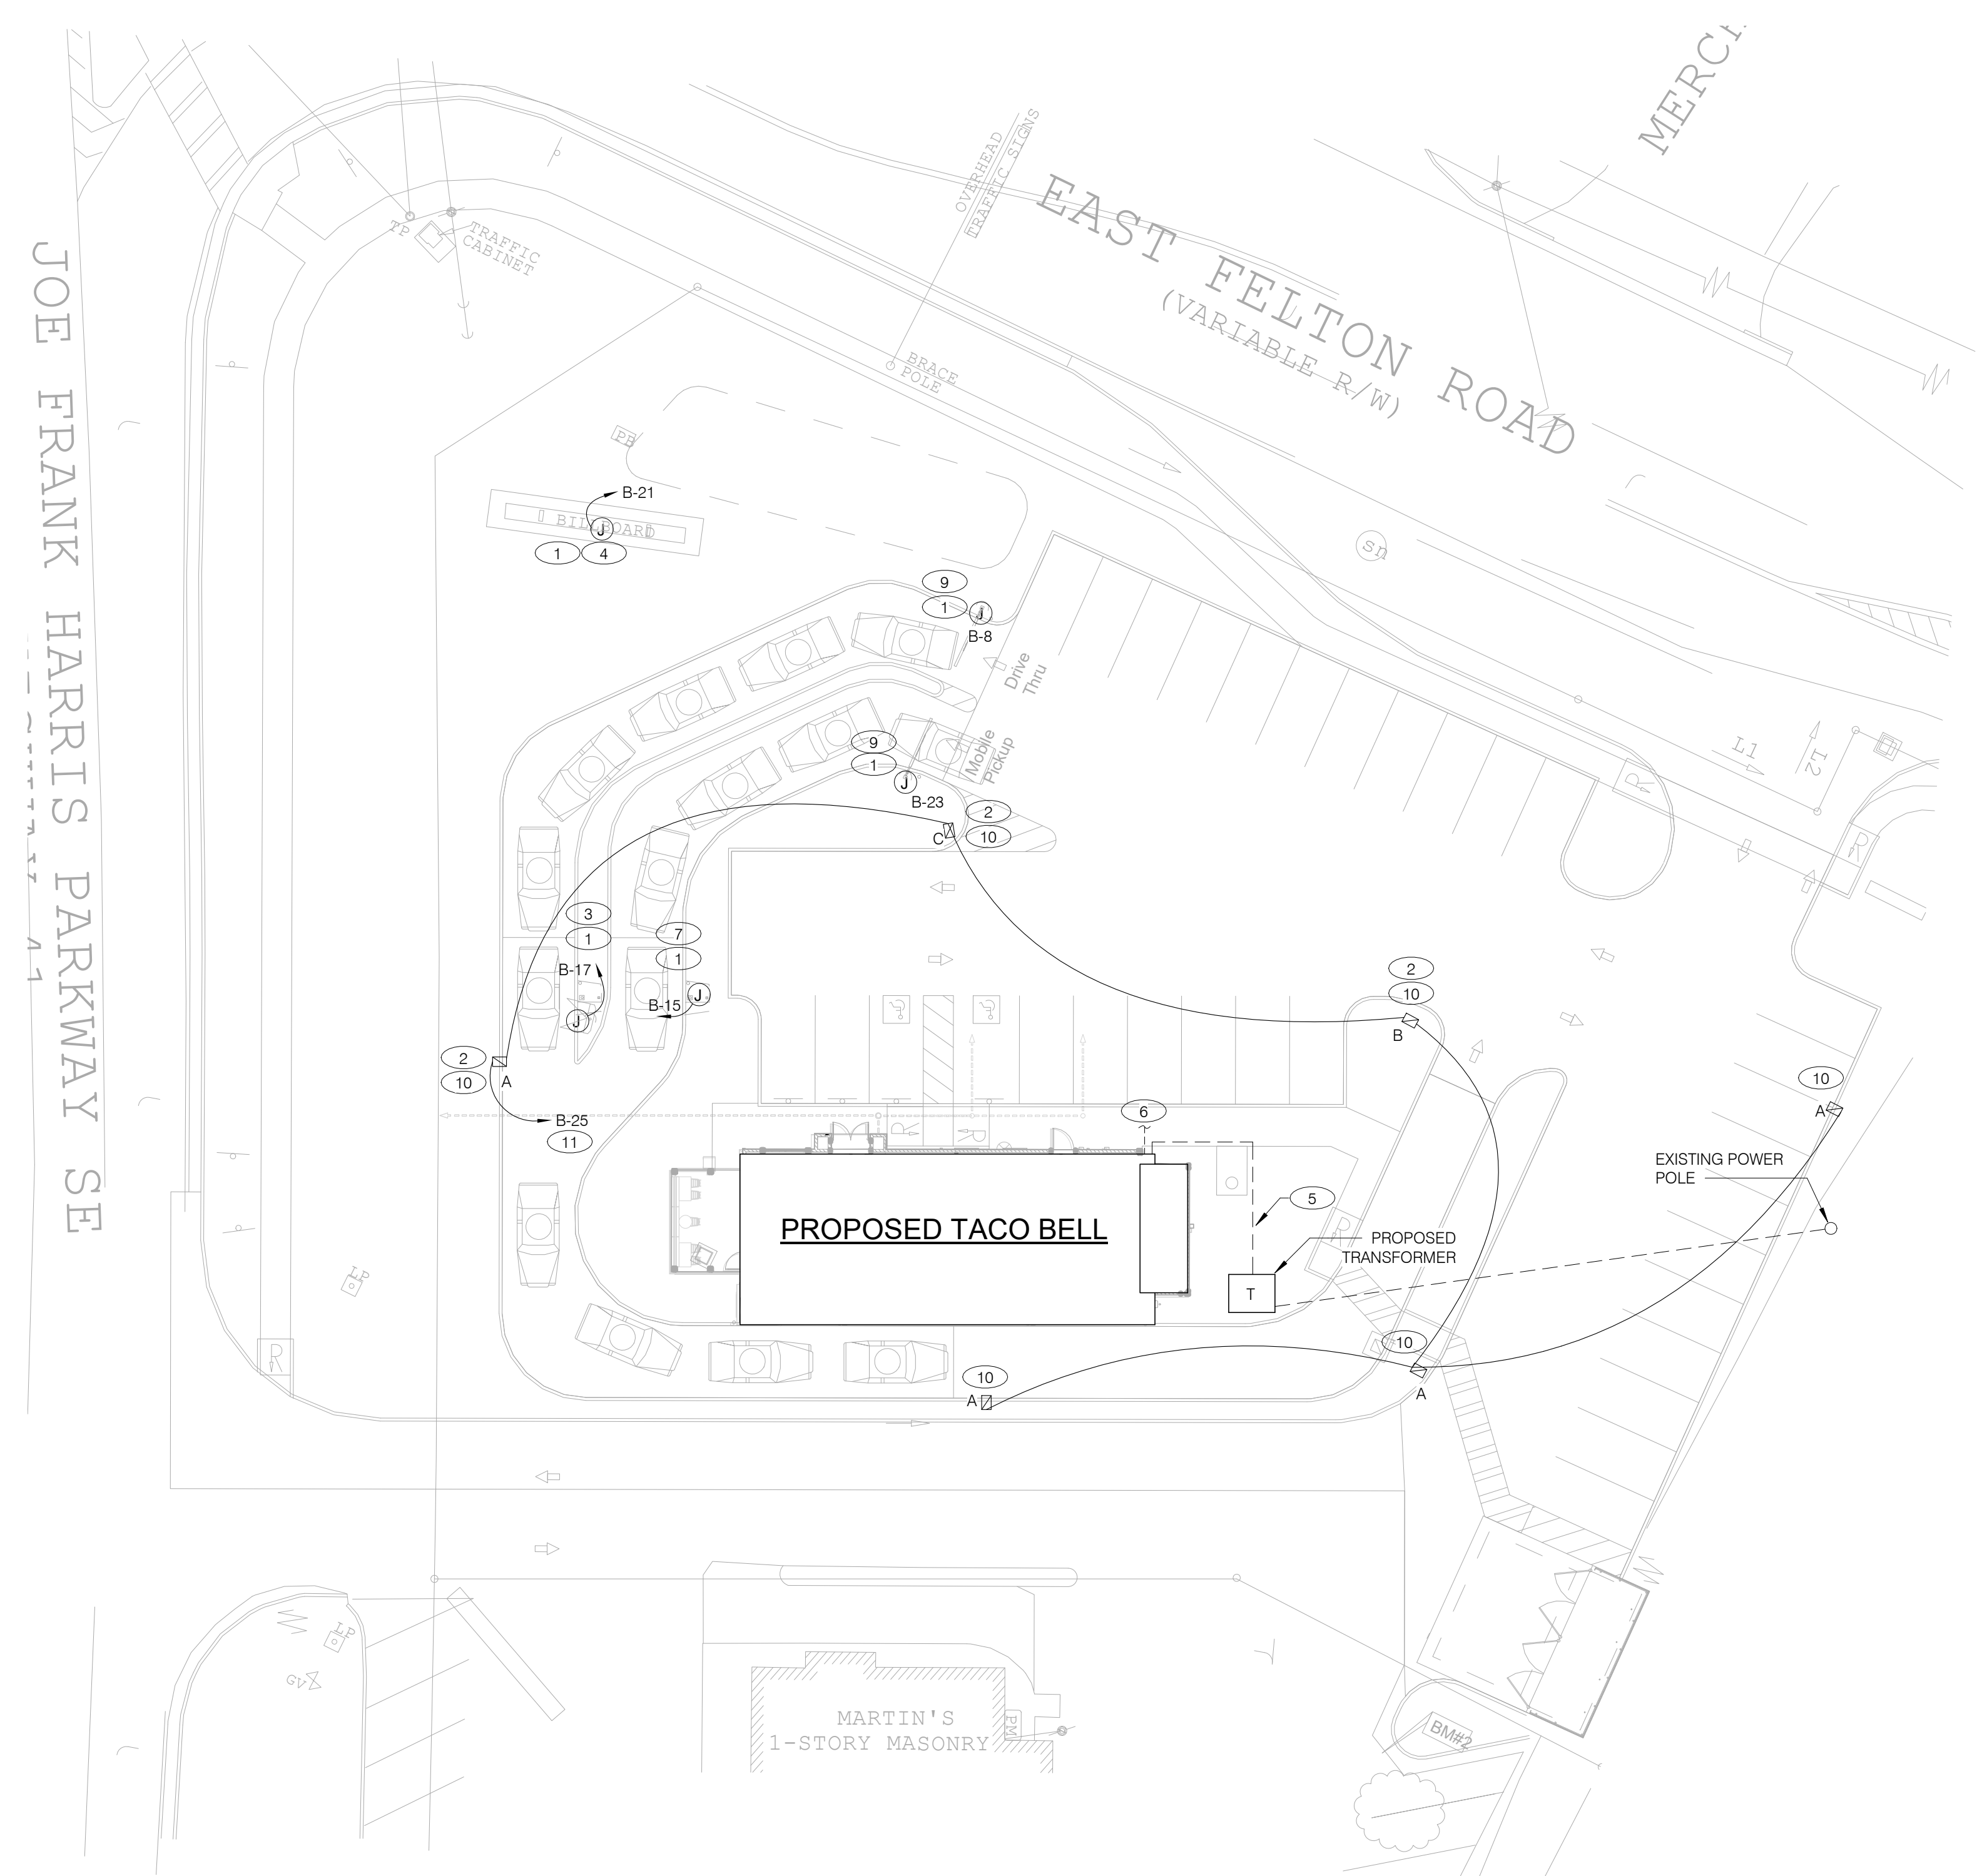 MERCH
OVERHEAD
TRAFFIC SIGNS
EAST FELTON ROAD
(VARIABLE R/W)
TP
TRAFFIC
CABINET
JOE FRANK HARRIS PARKWAY SE
BRACE
POLE
PB
B-21
BILLBOARD
J
1
4
sn
9
1
J
B-8
Drive
Thru
Mobile
Pickup
9
1
J
B-23
2
10
C
L1
L2
R
R
3
1
B-17
J
7
1
B-15
J
2
10
B
2
10
A
B-25
11
10
A
6
R
R
EXISTING POWER
POLE
5
PROPOSED TACO BELL
R
PROPOSED
TRANSFORMER
T
LP
R
10
A
10
A
LP
GV
MARTIN'S
1-STORY MASONRY
PM
BM#2